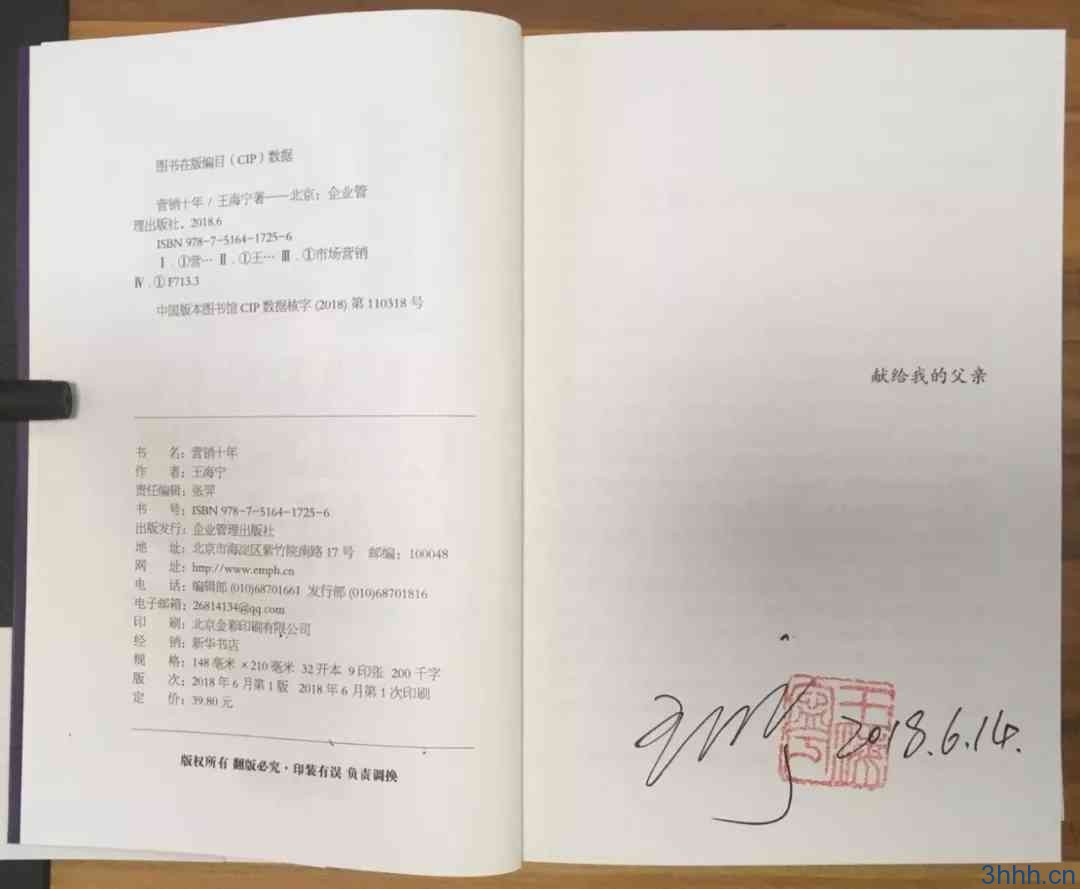 图书在版编目（CIP）数据
营销十年 / 王海宁著——北京：企业管
理出版社，2018.6
ISBN 978-7-5164-1725-6
Ⅰ．①营… Ⅱ．①王… Ⅲ．①市场营销
Ⅳ．① F713.3
中国版本图书馆 CIP 数据核字 (2018) 第 110318 号
书 名：营销十年
作 者：王海宁
责任编辑：张羿
书 号：ISBN 978-7-5164-1725-6
出版发行：企业管理出版社
地 址：北京市海淀区紫竹院南路 17 号 邮编：100048
网 址：http://www.emph.cn
电 话：编辑部 (010)68701661 发行部 (010)68701816
电子邮箱：26814134@qq.com
印 刷：北京金彩印刷有限公司
经 销：新华书店
规 格：148 毫米 ×210 毫米 32 开本 9 印张 200 千字
版 次：2018 年 6 月第 1 版 2018 年 6 月第 1 次印刷
定 价：39.80 元
版权所有 翻版必究·印装有误 负责调换
献给我的父亲
2018.6.14.
3hhh.cn